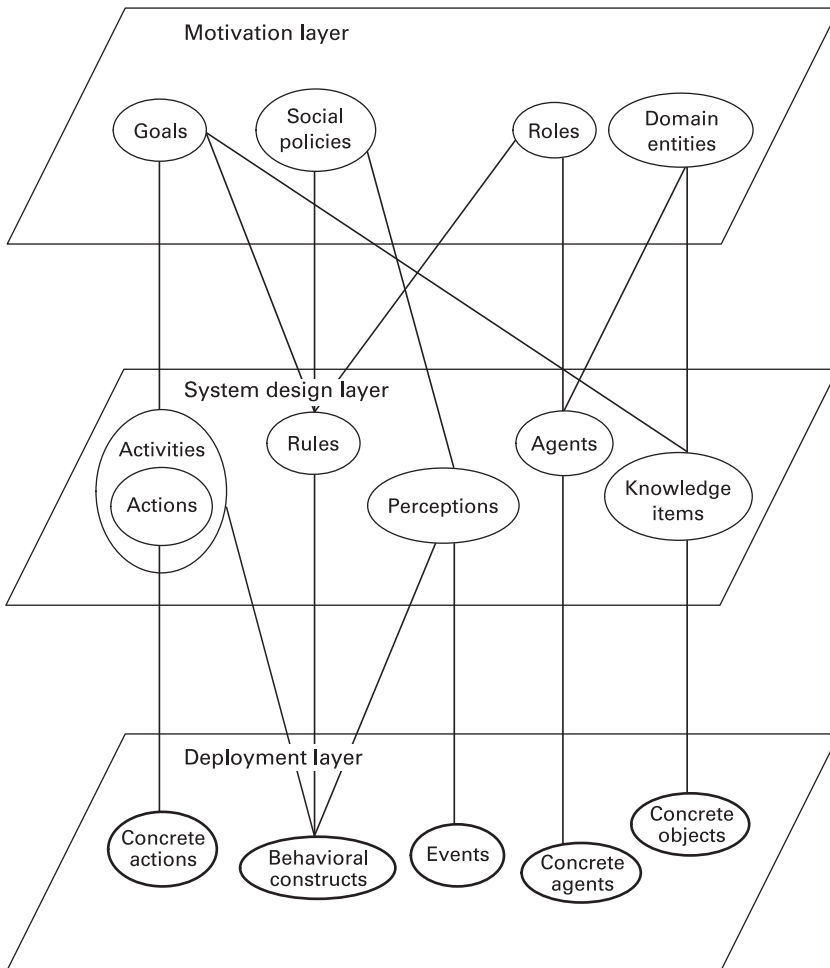 Motivation layer
Goals
Social
policies
Roles
Domain
entities
System design layer
Activities
Actions
Rules
Perceptions
Agents
Knowledge
items
Deployment layer
Concrete
actions
Behavioral
constructs
Events
Concrete
agents
Concrete
objects